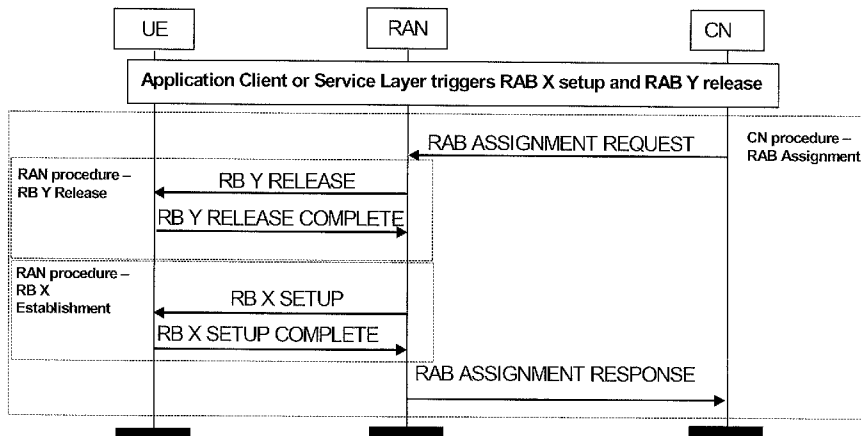 UE
RAN
CN
Application Client or Service Layer triggers RAB X setup and RAB Y release
RAB ASSIGNMENT REQUEST
CN procedure –
RAB Assignment
RAN procedure –
RB Y Release
RB Y RELEASE
RB Y RELEASE COMPLETE
RAN procedure –
RB X
Establishment
RB X SETUP
RB X SETUP COMPLETE
RAB ASSIGNMENT RESPONSE